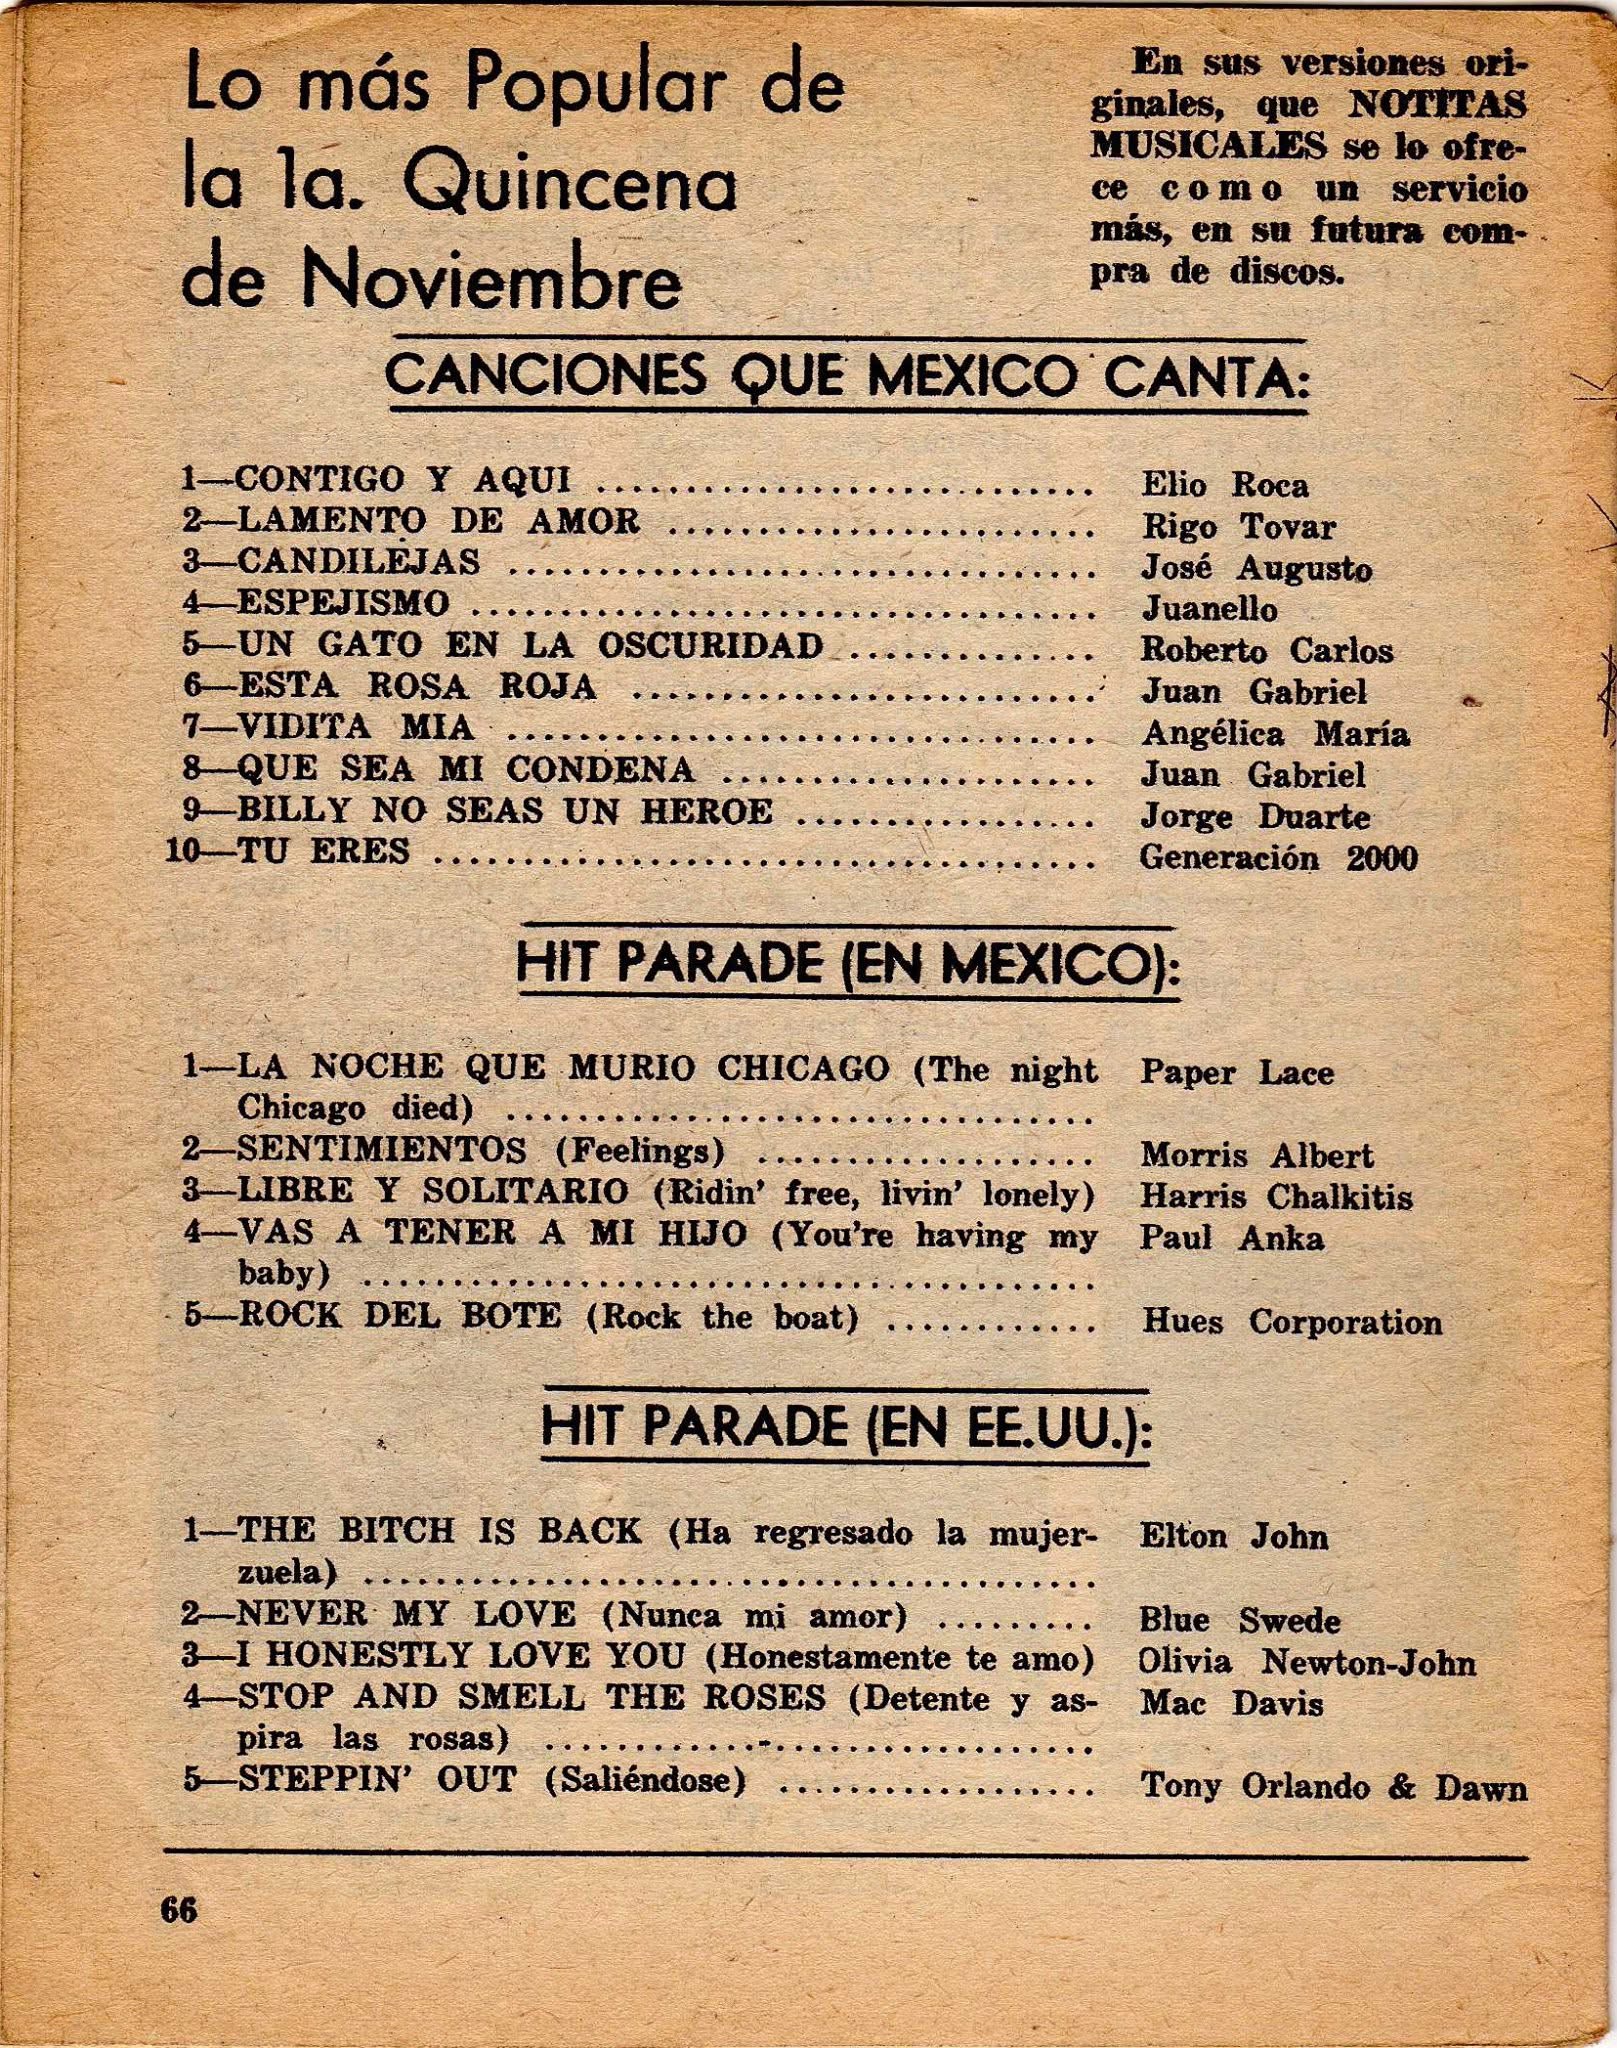 Lo más Popular de
la 1a. Quincena
de Noviembre
En sus versiones ori-
ginales, que NOTITAS
MUSICALES se lo ofre-
ce como un servicio
más, en su futura com-
pra de discos.
CANCIONES QUE MEXICO CANTA:
1—CONTIGO Y AQUI .............................. Elio Roca
2—LAMENTO DE AMOR .......................... Rigo Tovar
3—CANDILEJAS .................................. José Augusto
4—ESPEJISMO .................................... Juanello
5—UN GATO EN LA OSCURIDAD .............. Roberto Carlos
6—ESTA ROSA ROJA ............................ Juan Gabriel
7—VIDITA MIA .................................. Angélica María
8—QUE SEA MI CONDENA ...................... Juan Gabriel
9—BILLY NO SEAS UN HEROE .................. Jorge Duarte
10—TU ERES ...................................... Generación 2000
HIT PARADE (EN MEXICO):
1—LA NOCHE QUE MURIO CHICAGO (The night Paper Lace
Chicago died) ..................................
2—SENTIMIENTOS (Feelings) .................... Morris Albert
3—LIBRE Y SOLITARIO (Ridin' free, livin' lonely) Harris Chalkitis
4—VAS A TENER A MI HIJO (You're having my Paul Anka
baby) ..........................................
5—ROCK DEL BOTE (Rock the boat) ............ Hues Corporation
HIT PARADE (EN EE.UU.):
1—THE BITCH IS BACK (Ha regresado la mujer- Elton John
zuela) ..........................................
2—NEVER MY LOVE (Nunca mi amor) ......... Blue Swede
3—I HONESTLY LOVE YOU (Honestamente te amo) Olivia Newton-John
4—STOP AND SMELL THE ROSES (Detente y as- Mac Davis
pira las rosas) ................................
5—STEPPIN' OUT (Saliéndose) .................. Tony Orlando & Dawn
66